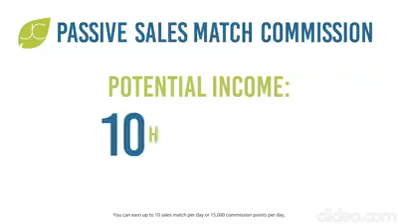 JC PASSIVE SALES MATCH COMMISSION
POTENTIAL INCOME:
10 H
You can earn up to 10 sales match per day or 15,000 commission points per day.
clideo.com